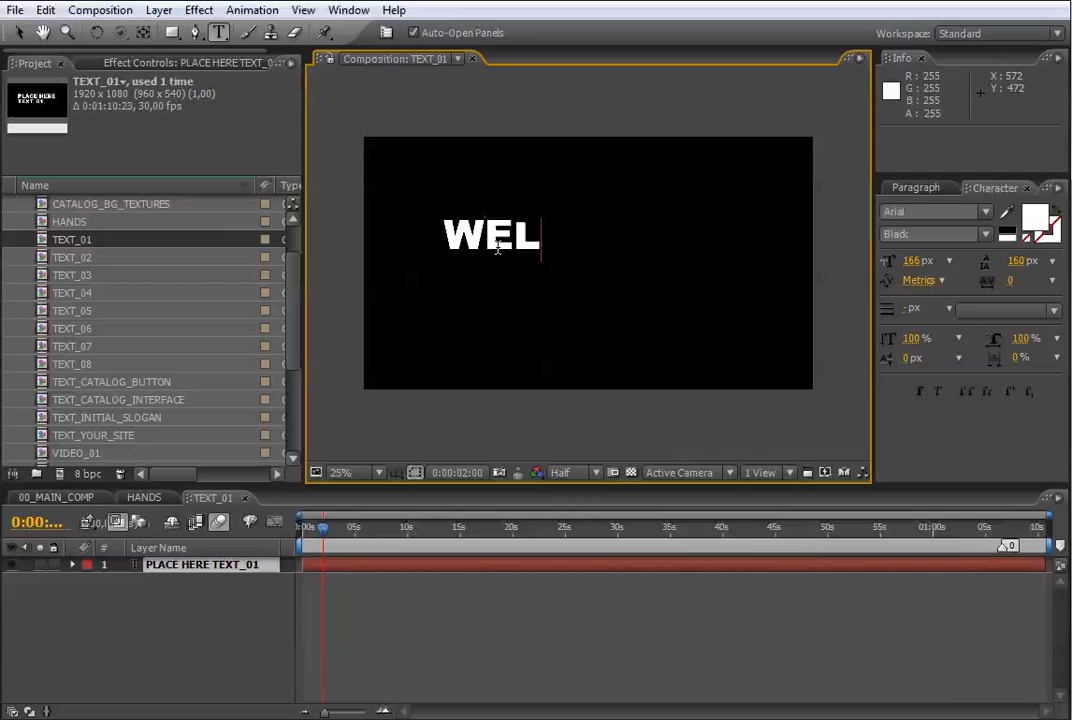 File Edit Composition Layer Effect Animation View Window Help
Auto-Open Panels
Workspace: Standard
Project
Effect Controls: PLACE HERE TEXT_0
TEXT_01, used 1 time
1920 x 1080 (960 x 540) (1,00)
Δ 0:01:10:23, 30,00 fps
PLACE HERE
TEXT 01
Name
Type
CATALOG_BG_TEXTURES
HANDS
TEXT_01
TEXT_02
TEXT_03
TEXT_04
TEXT_05
TEXT_06
TEXT_07
TEXT_08
TEXT_CATALOG_BUTTON
TEXT_CATALOG_INTERFACE
TEXT_INITIAL_SLOGAN
TEXT_YOUR_SITE
VIDEO_01
8 bpc
Composition: TEXT_01
WEL
25%
0:00:02:00
Half
Active Camera
1 View
Info
R: 255
G: 255
B: 255
A: 255
X: 572
Y: 472
Paragraph
Character
Arial
Black
166 px
160 px
Metrics
0
- px
100 %
100 %
0 px
0 %
00_MAIN_COMP
HANDS
TEXT_01
0:00:...
#
Layer Name
1 PLACE HERE TEXT_01
:00s 05s 10s 15s 20s 25s 30s 35s 40s 45s 50s 55s 01:00s 05s 10s
0